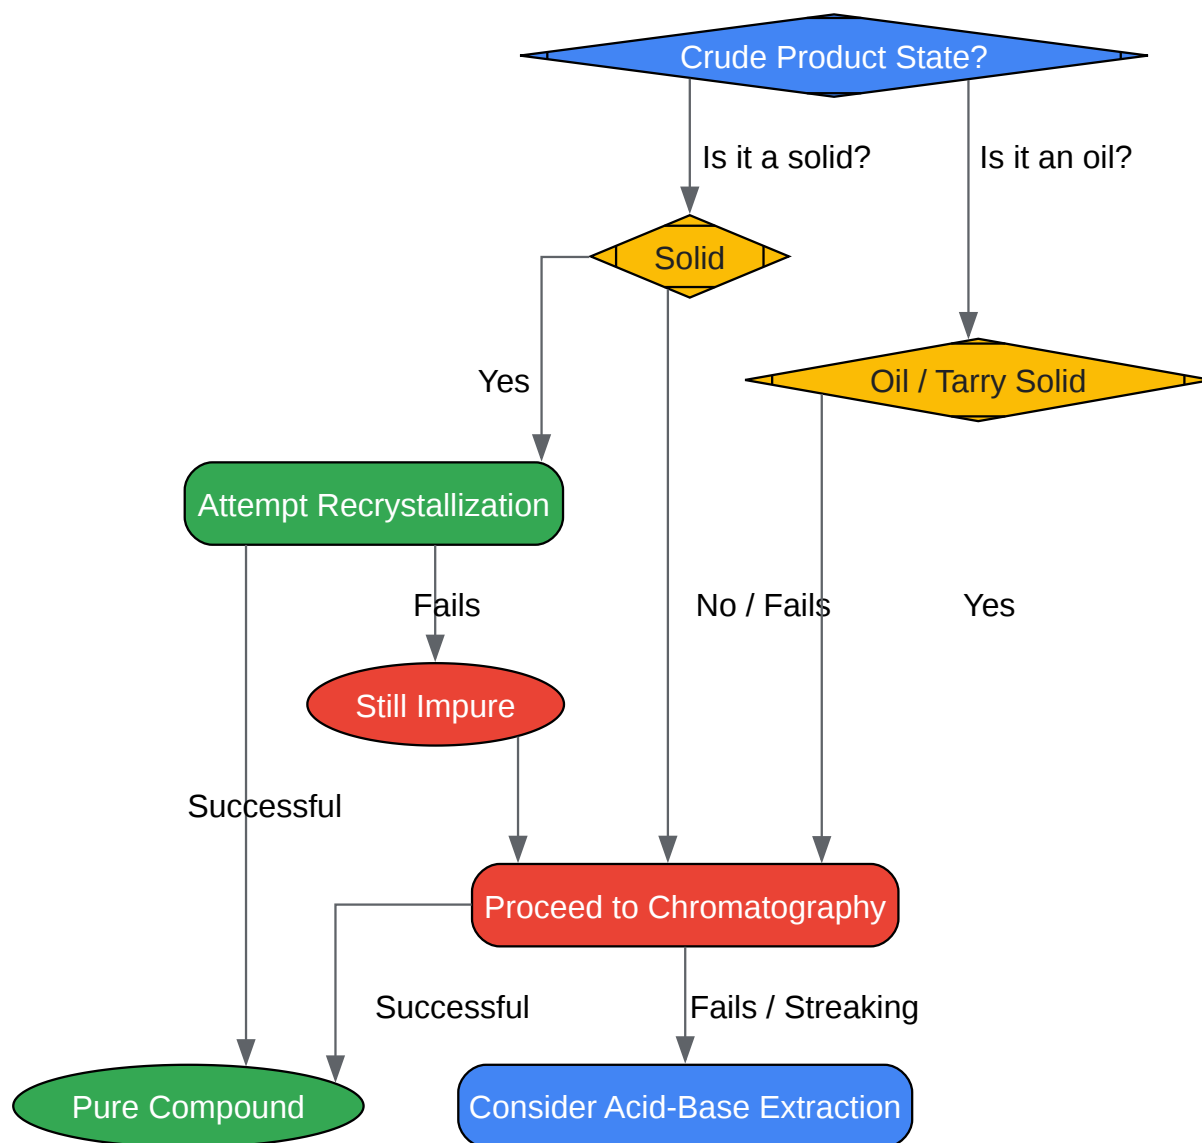 Crude Product State?
Is it a solid?
Is it an oil?
Solid
Oil / Tarry Solid
Yes
Attempt Recrystallization
Fails
No / Fails
Yes
Still Impure
Successful
Proceed to Chromatography
Successful
Fails / Streaking
Pure Compound
Consider Acid-Base Extraction